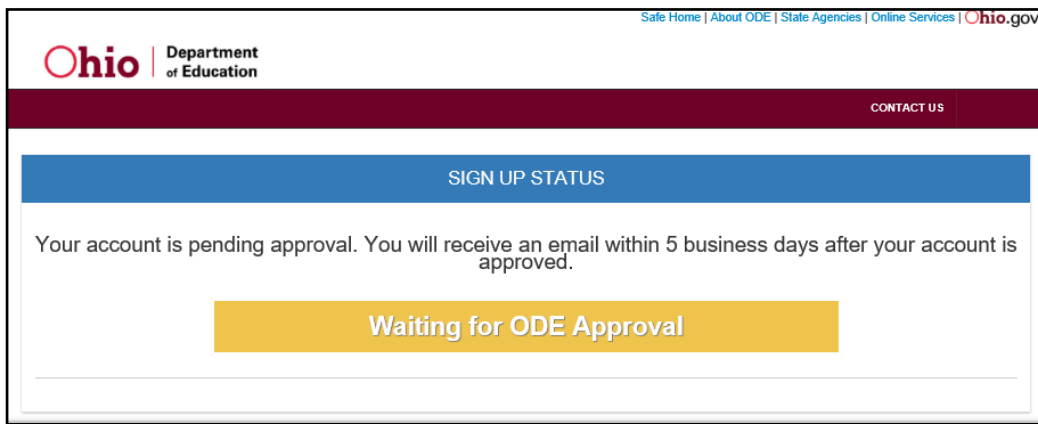 Safe Home | About ODE | State Agencies | Online Services | Ohio.gov
Ohio | Department
of Education
CONTACT US
SIGN UP STATUS
Your account is pending approval. You will receive an email within 5 business days after your account is
approved.
Waiting for ODE Approval